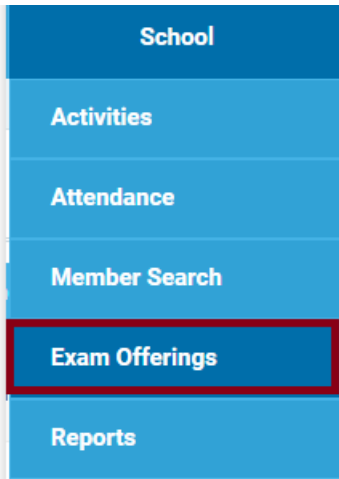 School
Activities
Attendance
Member Search
Exam Offerings
Reports